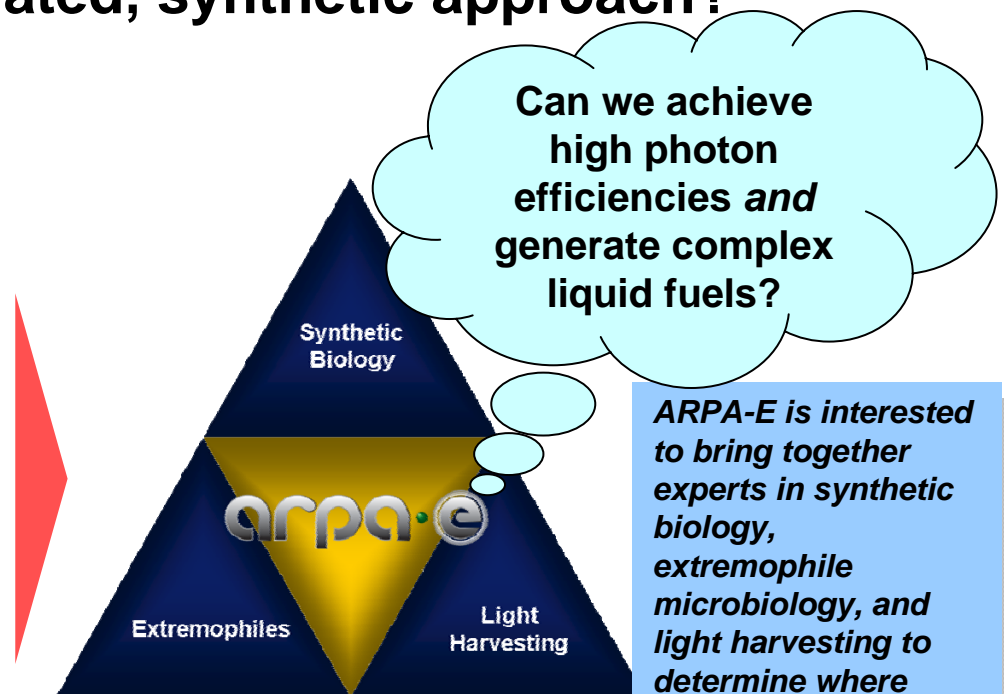 ated, synthetic approach?
Can we achieve
high photon
efficiencies and
generate complex
liquid fuels?
Synthetic
Biology
arpa·e
Extremophiles
Light
Harvesting
ARPA-E is interested
to bring together
experts in synthetic
biology,
extremophile
microbiology, and
light harvesting to
determine where